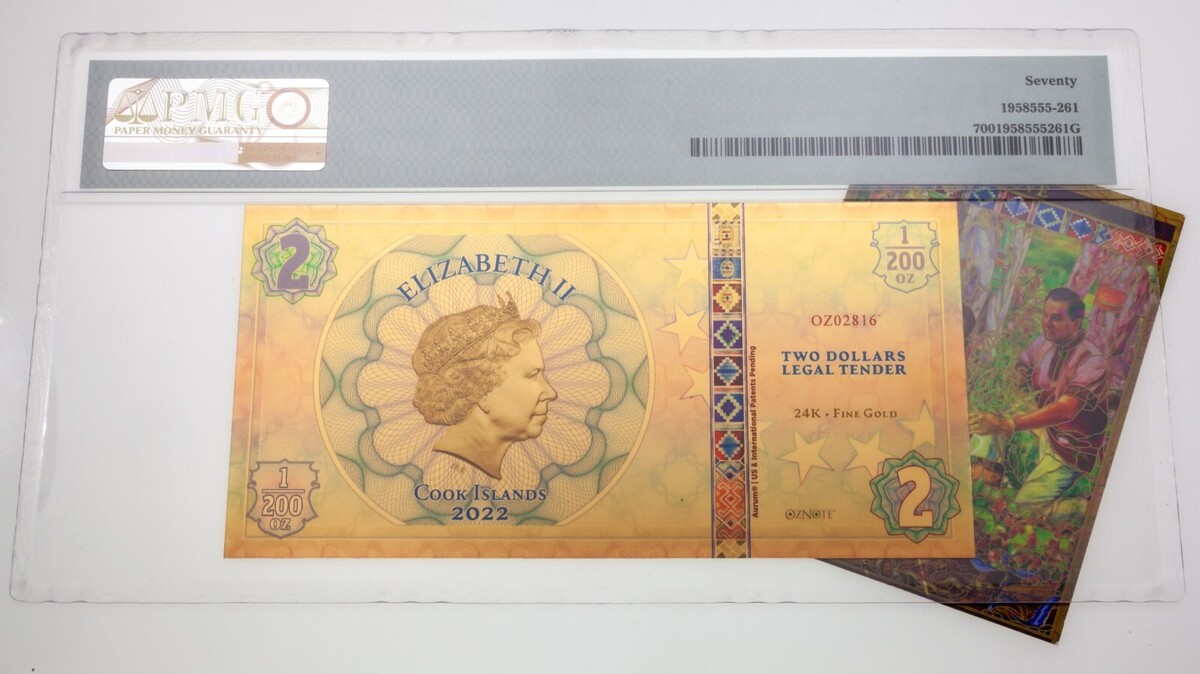 PMG
PAPER MONEY GUARANTY
Seventy
1958555-261
7001958555261G
2
ELIZABETH II
1
200
OZ
OZ02816
TWO DOLLARS
LEGAL TENDER
24K • FINE GOLD
Aurum® | US & International Patents Pending
1
200
OZ
COOK ISLANDS
2022
OZNOTE
2